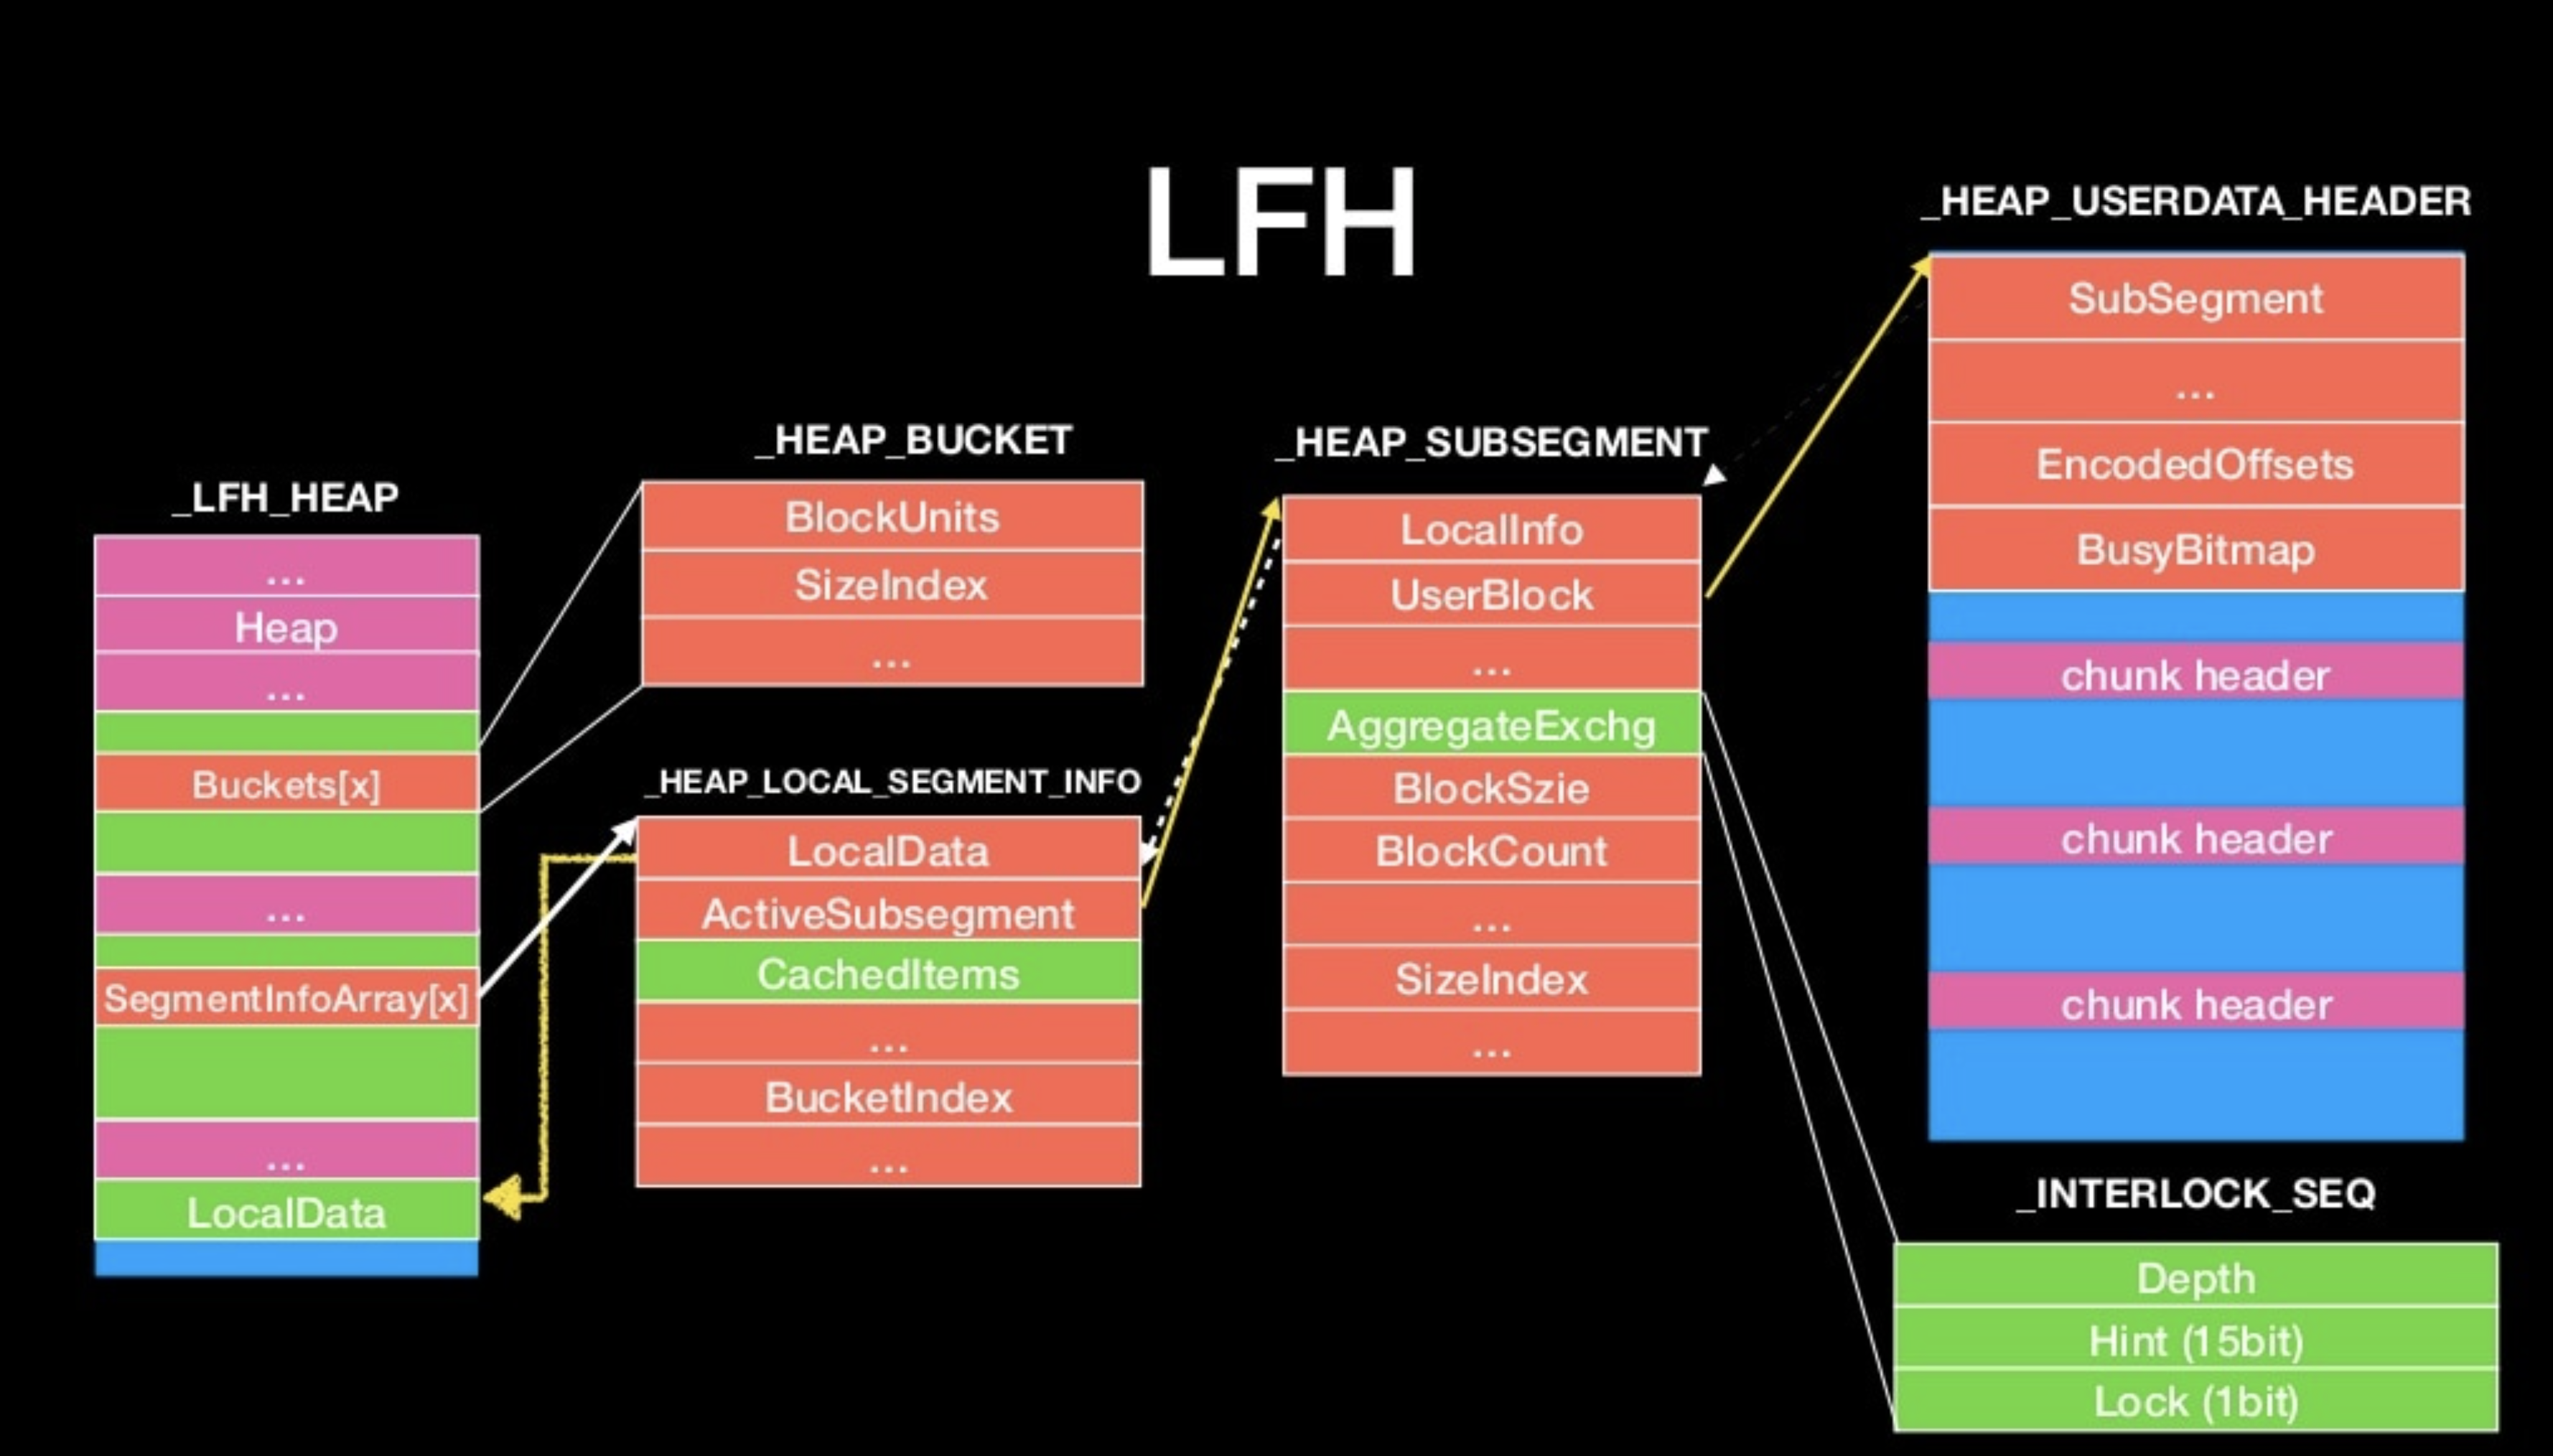 LFH
_LFH_HEAP
...
Heap
...
Buckets[x]
...
SegmentInfoArray[x]
...
LocalData
_HEAP_BUCKET
BlockUnits
SizeIndex
...
_HEAP_LOCAL_SEGMENT_INFO
LocalData
ActiveSubsegment
CachedItems
...
BucketIndex
...
_HEAP_SUBSEGMENT
LocalInfo
UserBlock
...
AggregateExchg
BlockSzie
BlockCount
...
SizeIndex
...
_HEAP_USERDATA_HEADER
SubSegment
...
EncodedOffsets
BusyBitmap
chunk header
chunk header
chunk header
_INTERLOCK_SEQ
Depth
Hint (15bit)
Lock (1bit)